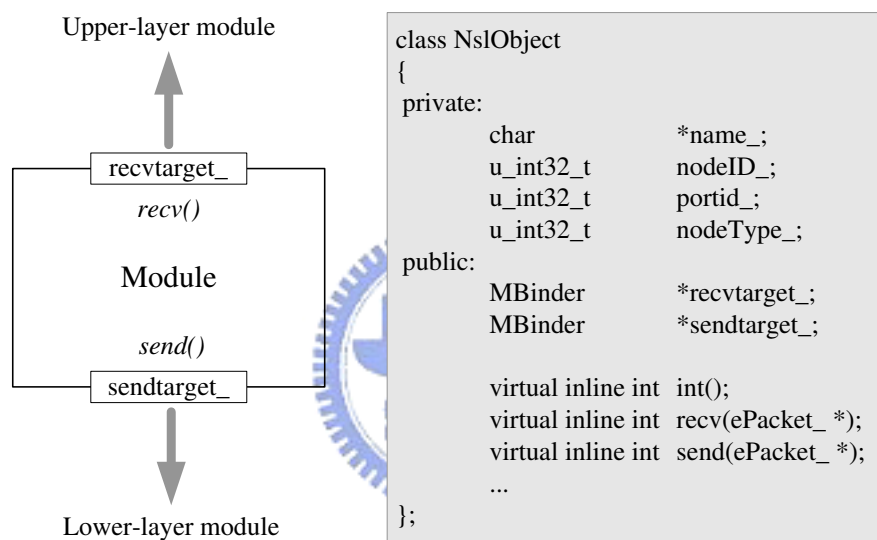 Upper-layer module
recvtarget_
recv()
Module
send()
sendtarget_
Lower-layer module
class NslObject
{
private:
char *name_;
u_int32_t nodeID_;
u_int32_t portid_;
u_int32_t nodeType_;
public:
MBinder *recvtarget_;
MBinder *sendtarget_;
virtual inline int int();
virtual inline int recv(ePacket_ *);
virtual inline int send(ePacket_ *);
...
};